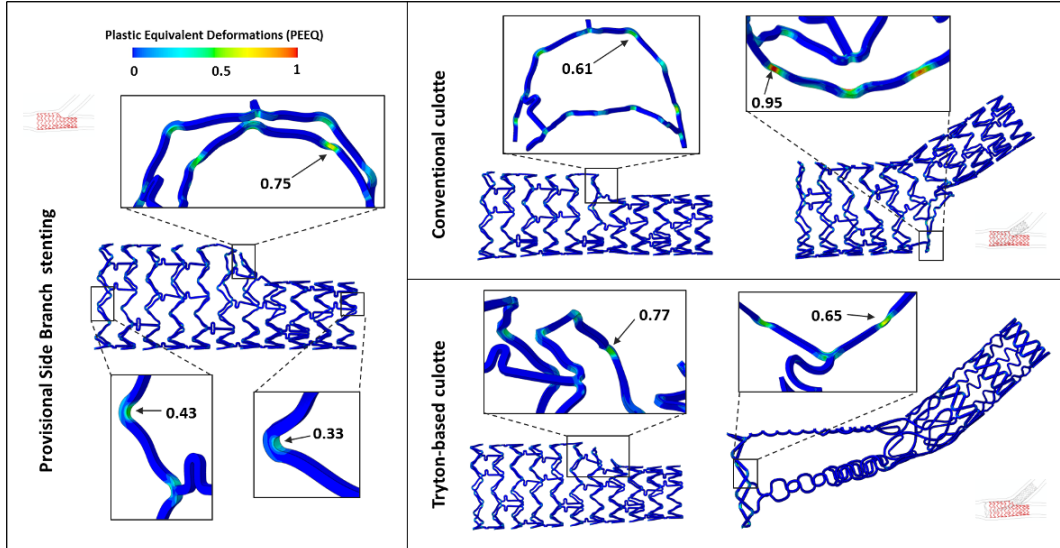 Plastic Equivalent Deformations (PEEQ)
0
0.5
1
Provisional Side Branch stenting
0.75
0.43
0.33
Conventional culotte
0.61
0.95
Tryton-based culotte
0.77
0.65